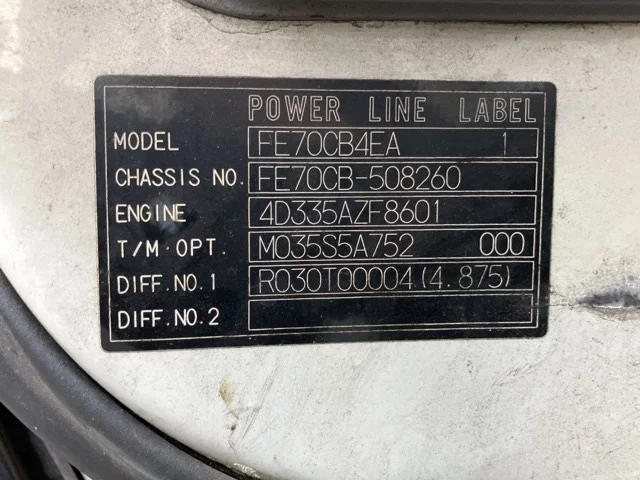 POWER LINE LABEL
MODEL FE70CB4EA 1
CHASSIS NO. FE70CB-508260
ENGINE 4D335AZF8601
T/M·OPT. M035S5A752 000
DIFF.NO.1 R030T00004(4.875)
DIFF.NO.2